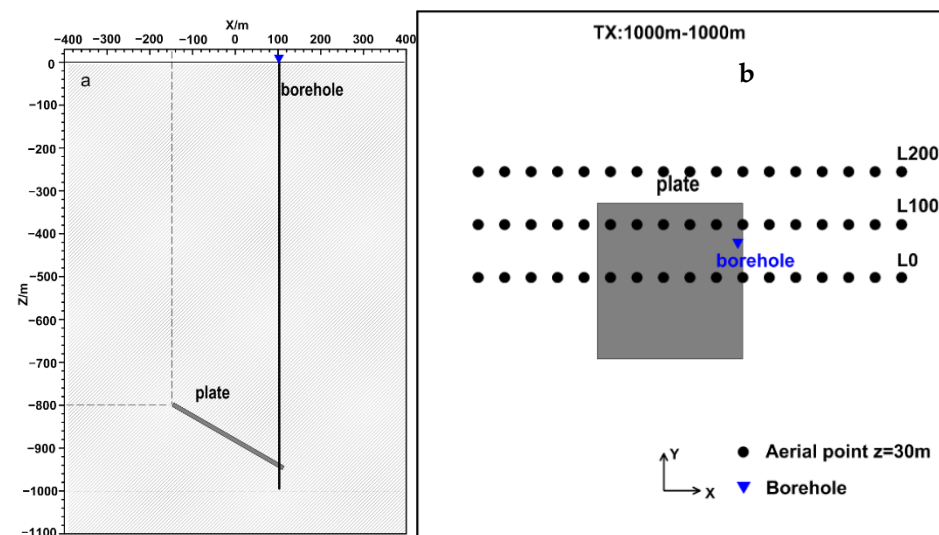 X/m
−400 −300 −200 −100 0 100 200 300 400
a
borehole
0
−100
−200
−300
−400
−500
−600
−700
−800
−900
−1000
−1100
Z/m
plate
TX:1000m-1000m
b
L200
plate
L100
borehole
L0
Y
X
Aerial point z=30m
Borehole